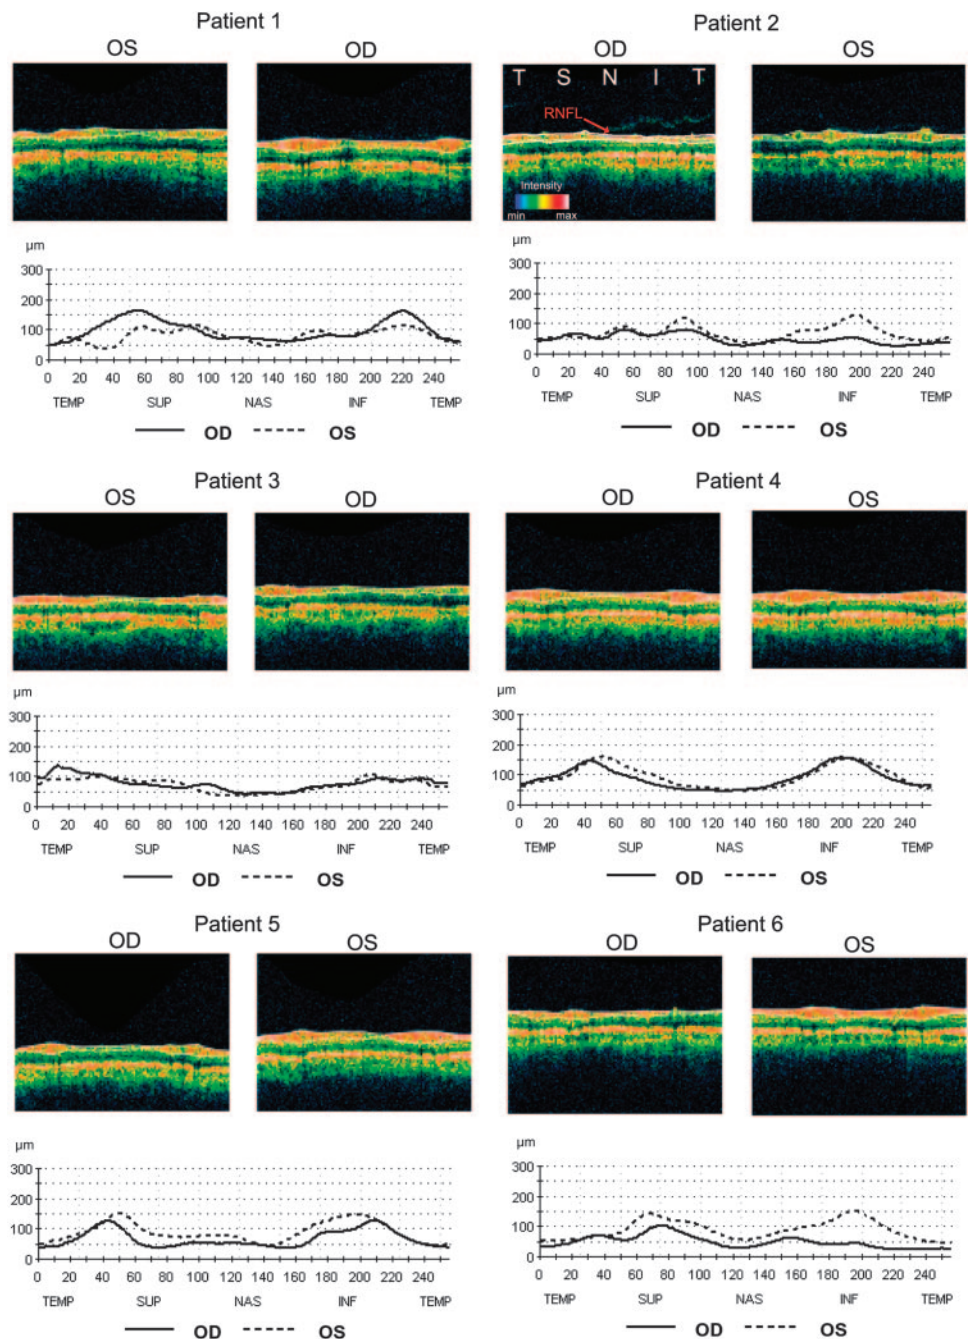 Patient 1
OS OD
µm
300
200
100
0
0 20 40 60 80 100 120 140 160 180 200 220 240
TEMP SUP NAS INF TEMP
OD OS
Patient 2
OD OS
T S N I T
RNFL
Intensity
min max
µm
300
200
100
0
0 20 40 60 80 100 120 140 160 180 200 220 240
TEMP SUP NAS INF TEMP
OD OS
Patient 3
OS OD
µm
300
200
100
0
0 20 40 60 80 100 120 140 160 180 200 220 240
TEMP SUP NAS INF TEMP
OD OS
Patient 4
OD OS
300
200
100
0
0 20 40 60 80 100 120 140 160 180 200 220 240
TEMP SUP NAS INF TEMP
OD OS
Patient 5
OD OS
µm
300
200
100
0
0 20 40 60 80 100 120 140 160 180 200 220 240
TEMP SUP NAS INF TEMP
OD OS
Patient 6
OD OS
µm
300
200
100
0
0 20 40 60 80 100 120 140 160 180 200 220 240
TEMP SUP NAS INF TEMP
OD OS